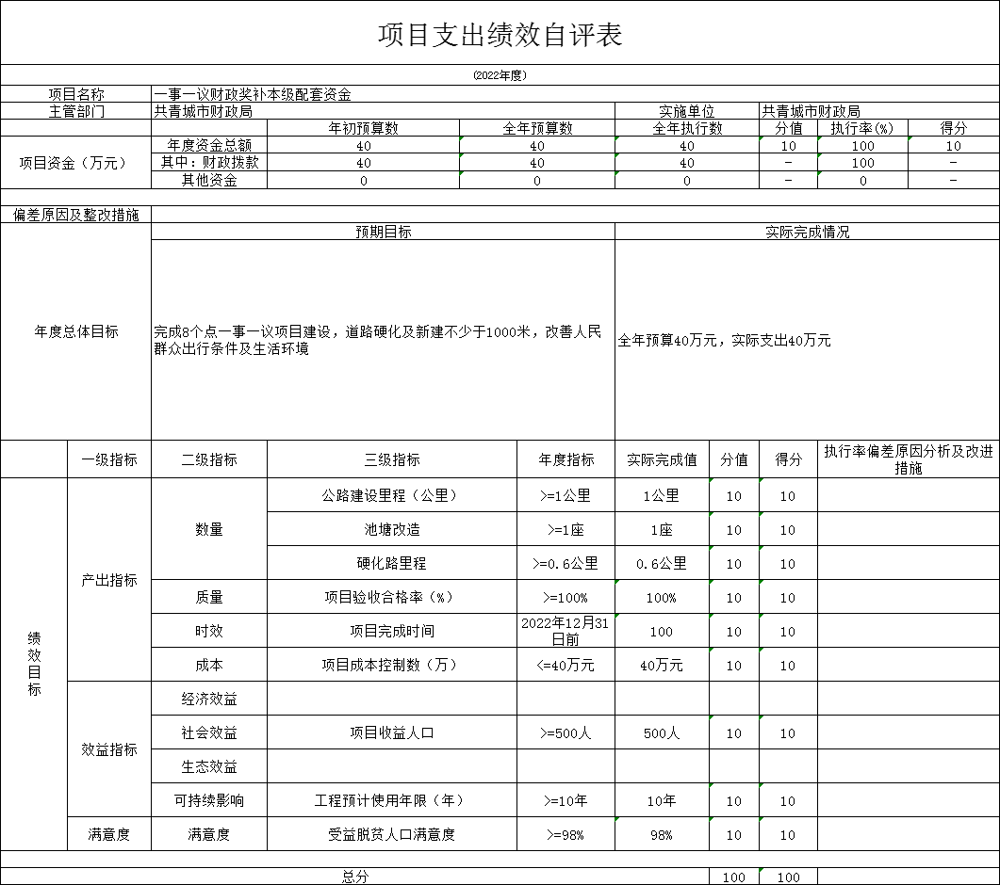 项目支出绩效自评表
(2022年度)
项目名称 一事一议财政奖补本级配套资金
主管部门 共青城市财政局 实施单位 共青城市财政局
年初预算数 全年预算数 全年执行数 分值 执行率(%) 得分
项目资金（万元） 年度资金总额 40 40 40 10 100 10
其中：财政拨款 40 40 40 - 100 -
其他资金 0 0 0 - 0 -
偏差原因及整改措施
年度总体目标 预期目标 实际完成情况
完成8个点一事一议项目建设，道路硬化及新建不少于1000米，改善人民
群众出行条件及生活环境
全年预算40万元，实际支出40万元
一级指标 二级指标 三级指标 年度指标 实际完成值 分值 得分 执行率偏差原因分析及改进
措施
绩效目标 产出指标 数量 公路建设里程（公里） >=1公里 1公里 10 10
池塘改造 >=1座 1座 10 10
硬化路里程 >=0.6公里 0.6公里 10 10
质量 项目验收合格率（%） >=100% 100% 10 10
时效 项目完成时间 2022年12月31
日前 100 10 10
成本 项目成本控制数（万） <=40万元 40万元 10 10
效益指标 经济效益
社会效益 项目收益人口 >=500人 500人 10 10
生态效益
可持续影响 工程预计使用年限（年） >=10年 10年 10 10
满意度 满意度 受益脱贫人口满意度 >=98% 98% 10 10
总分 100 100